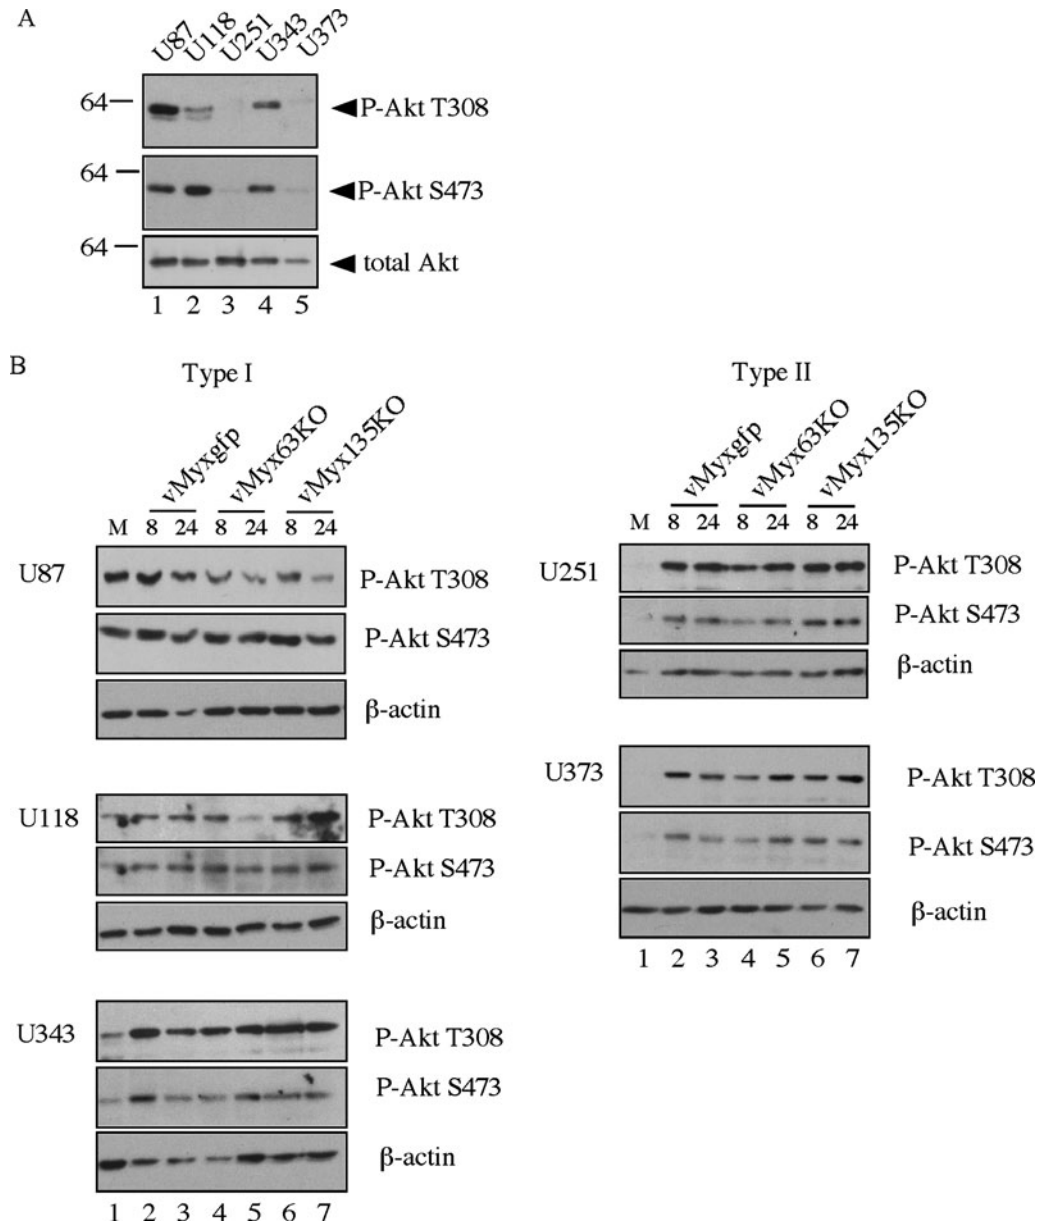 A
U87 U118 U251 U343 U373
64 P-Akt T308
64 P-Akt S473
64 total Akt
1 2 3 4 5
B
Type I
vMyxgfp vMyx63KO vMyx135KO
M 8 24 8 24 8 24
U87 P-Akt T308
P-Akt S473
β-actin
U118 P-Akt T308
P-Akt S473
β-actin
U343 P-Akt T308
P-Akt S473
β-actin
1 2 3 4 5 6 7
Type II
vMyxgfp vMyx63KO vMyx135KO
M 8 24 8 24 8 24
U251 P-Akt T308
P-Akt S473
β-actin
U373 P-Akt T308
P-Akt S473
β-actin
1 2 3 4 5 6 7